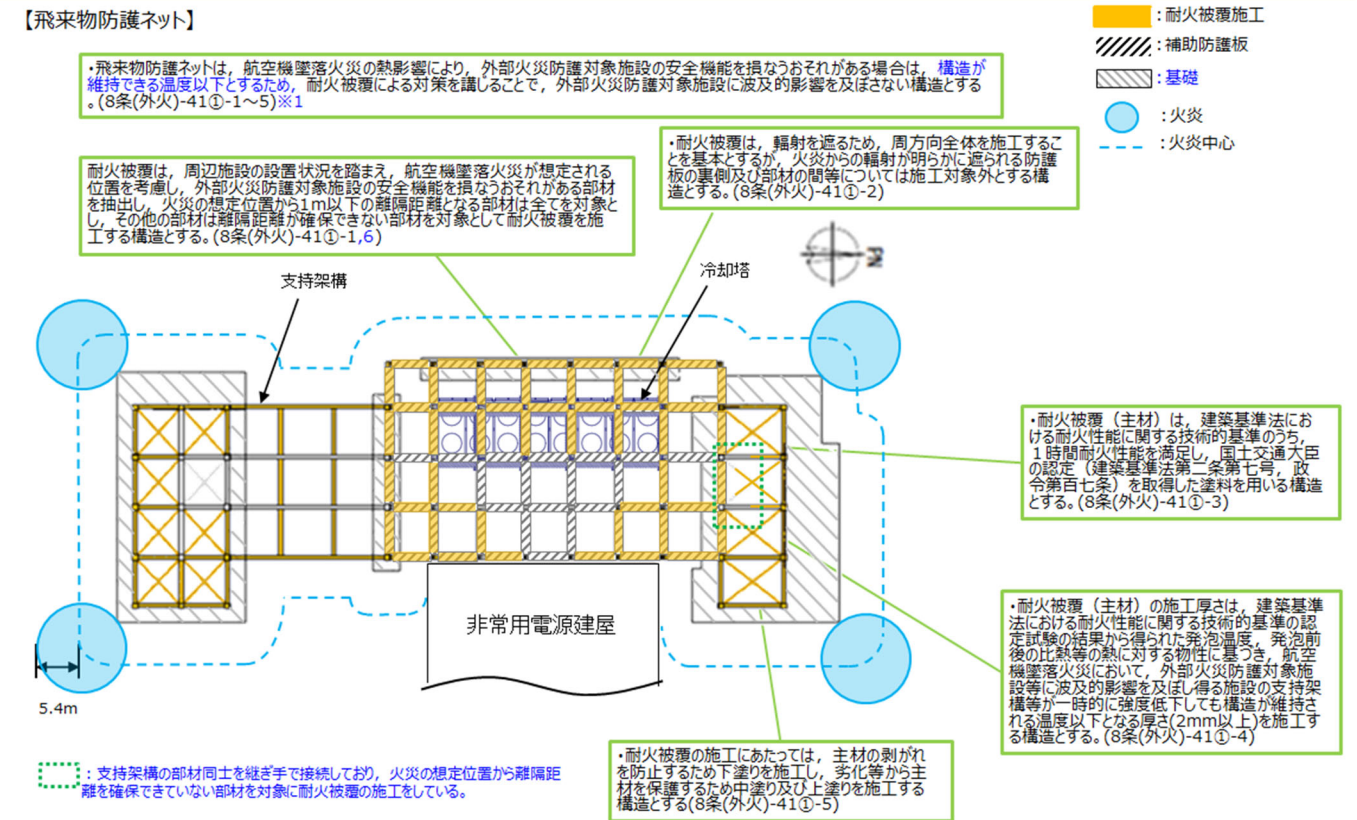 【飛来物防護ネット】
：耐火被覆施工
：補助防護板
：基礎
：火炎
：火炎中心
・飛来物防護ネットは，航空機墜落火災の熱影響により，外部火災防護対象施設の安全機能を損なうおそれがある場合は，構造が
維持できる温度以下とするため，耐火被覆による対策を講じることで，外部火災防護対象施設に波及的影響を及ぼさない構造とする
。(8条(外火)-41①-1～5)※1
・耐火被覆は，輻射を遮るため，周方向全体を施工するこ
とを基本とするが，火炎からの輻射が明らかに遮られる防護
板の裏側及び部材の間等については施工対象外とする構
造とする。(8条(外火)-41①-2)
耐火被覆は，周辺施設の設置状況を踏まえ，航空機墜落火災が想定される
位置を考慮し，外部火災防護対象施設の安全機能を損なうおそれがある部材
を抽出し，火災の想定位置から1m以下の離隔距離となる部材は全てを対象と
し，その他の部材は離隔距離が確保できない部材を対象として耐火被覆を施
工する構造とする。(8条(外火)-41①-1,6)
PN
支持架構
冷却塔
・耐火被覆（主材）は，建築基準法にお
ける耐火性能に関する技術的基準のうち，
１時間耐火性能を満足し，国土交通大臣
の認定（建築基準法第二条第七号，政
令第百七条）を取得した塗料を用いる構造
とする。(8条(外火)-41①-3)
非常用電源建屋
・耐火被覆（主材）の施工厚さは，建築基準
法における耐火性能に関する技術的基準の認
定試験の結果から得られた発泡温度，発泡前
後の比熱等の熱に対する物性に基づき，航空
機墜落火災において，外部火災防護対象施
設等に波及的影響を及ぼし得る施設の支持架
構等が一時的に強度低下しても構造が維持さ
れる温度以下となる厚さ(2mm以上)を施工す
る構造とする。(8条(外火)-41①-4)
5.4m
・耐火被覆の施工にあたっては，主材の剥がれ
を防止するため下塗りを施工し，劣化等から主
材を保護するため中塗り及び上塗りを施工する
構造とする(8条(外火)-41①-5)
：支持架構の部材同士を継ぎ手で接続しており，火災の想定位置から離隔距
離を確保できていない部材を対象に耐火被覆の施工をしている。